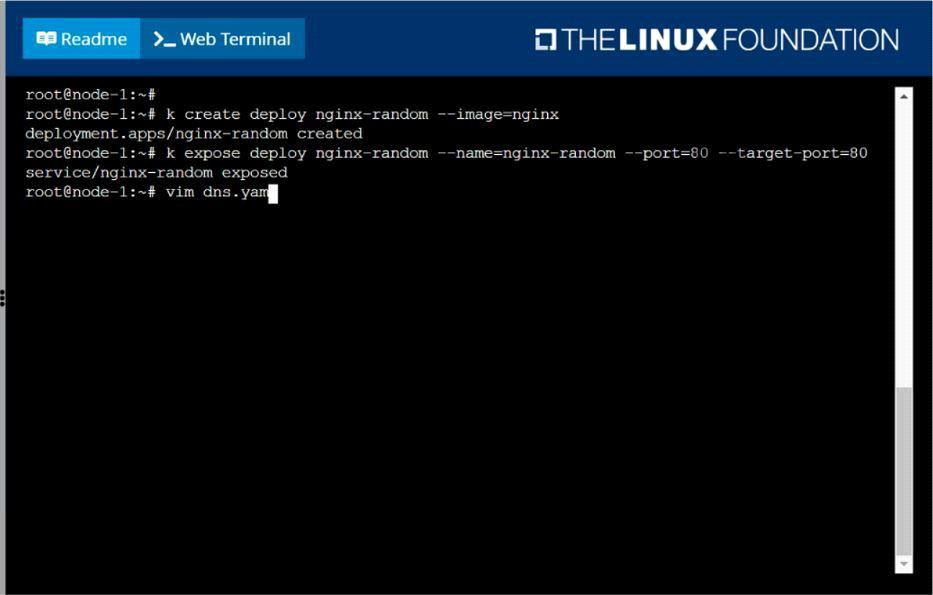 Readme
Web Terminal
THE LINUX FOUNDATION
root@node-1:~#
root@node-1:~# k create deploy nginx-random --image=nginx
deployment.apps/nginx-random created
root@node-1:~# k expose deploy nginx-random --name=nginx-random --port=80 --target-port=80
service/nginx-random exposed
root@node-1:~# vim dns.yam